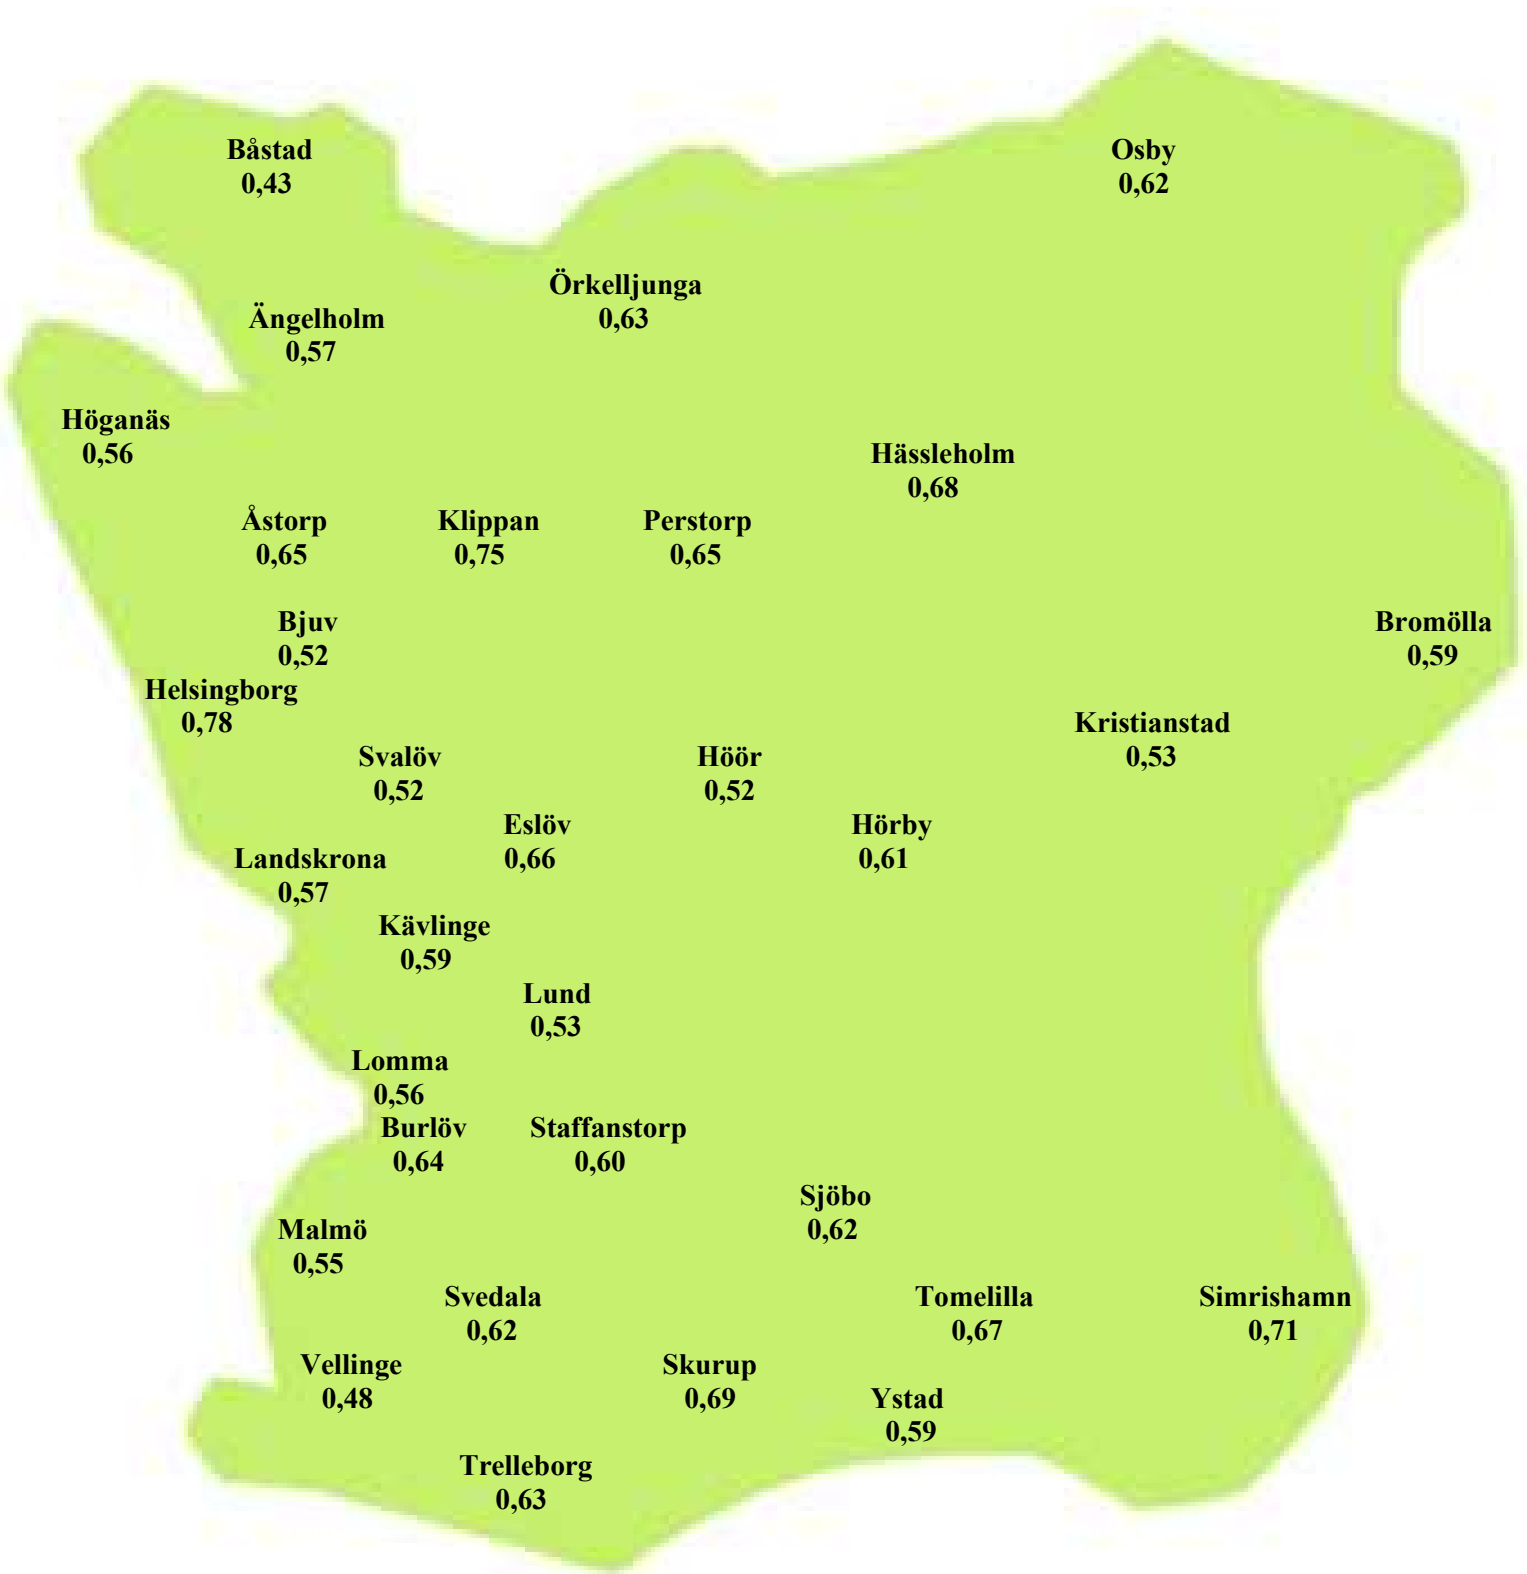 Båstad
0,43
Osby
0,62
Örkelljunga
0,63
Ängelholm
0,57
Höganäs
0,56
Hässleholm
0,68
Åstorp
0,65
Klippan
0,75
Perstorp
0,65
Bjuv
0,52
Bromölla
0,59
Helsingborg
0,78
Kristianstad
0,53
Svalöv
0,52
Höör
0,52
Eslöv
0,66
Hörby
0,61
Landskrona
0,57
Kävlinge
0,59
Lund
0,53
Lomma
0,56
Burlöv
0,64
Staffanstorp
0,60
Sjöbo
0,62
Malmö
0,55
Svedala
0,62
Tomelilla
0,67
Simrishamn
0,71
Vellinge
0,48
Skurup
0,69
Ystad
0,59
Trelleborg
0,63